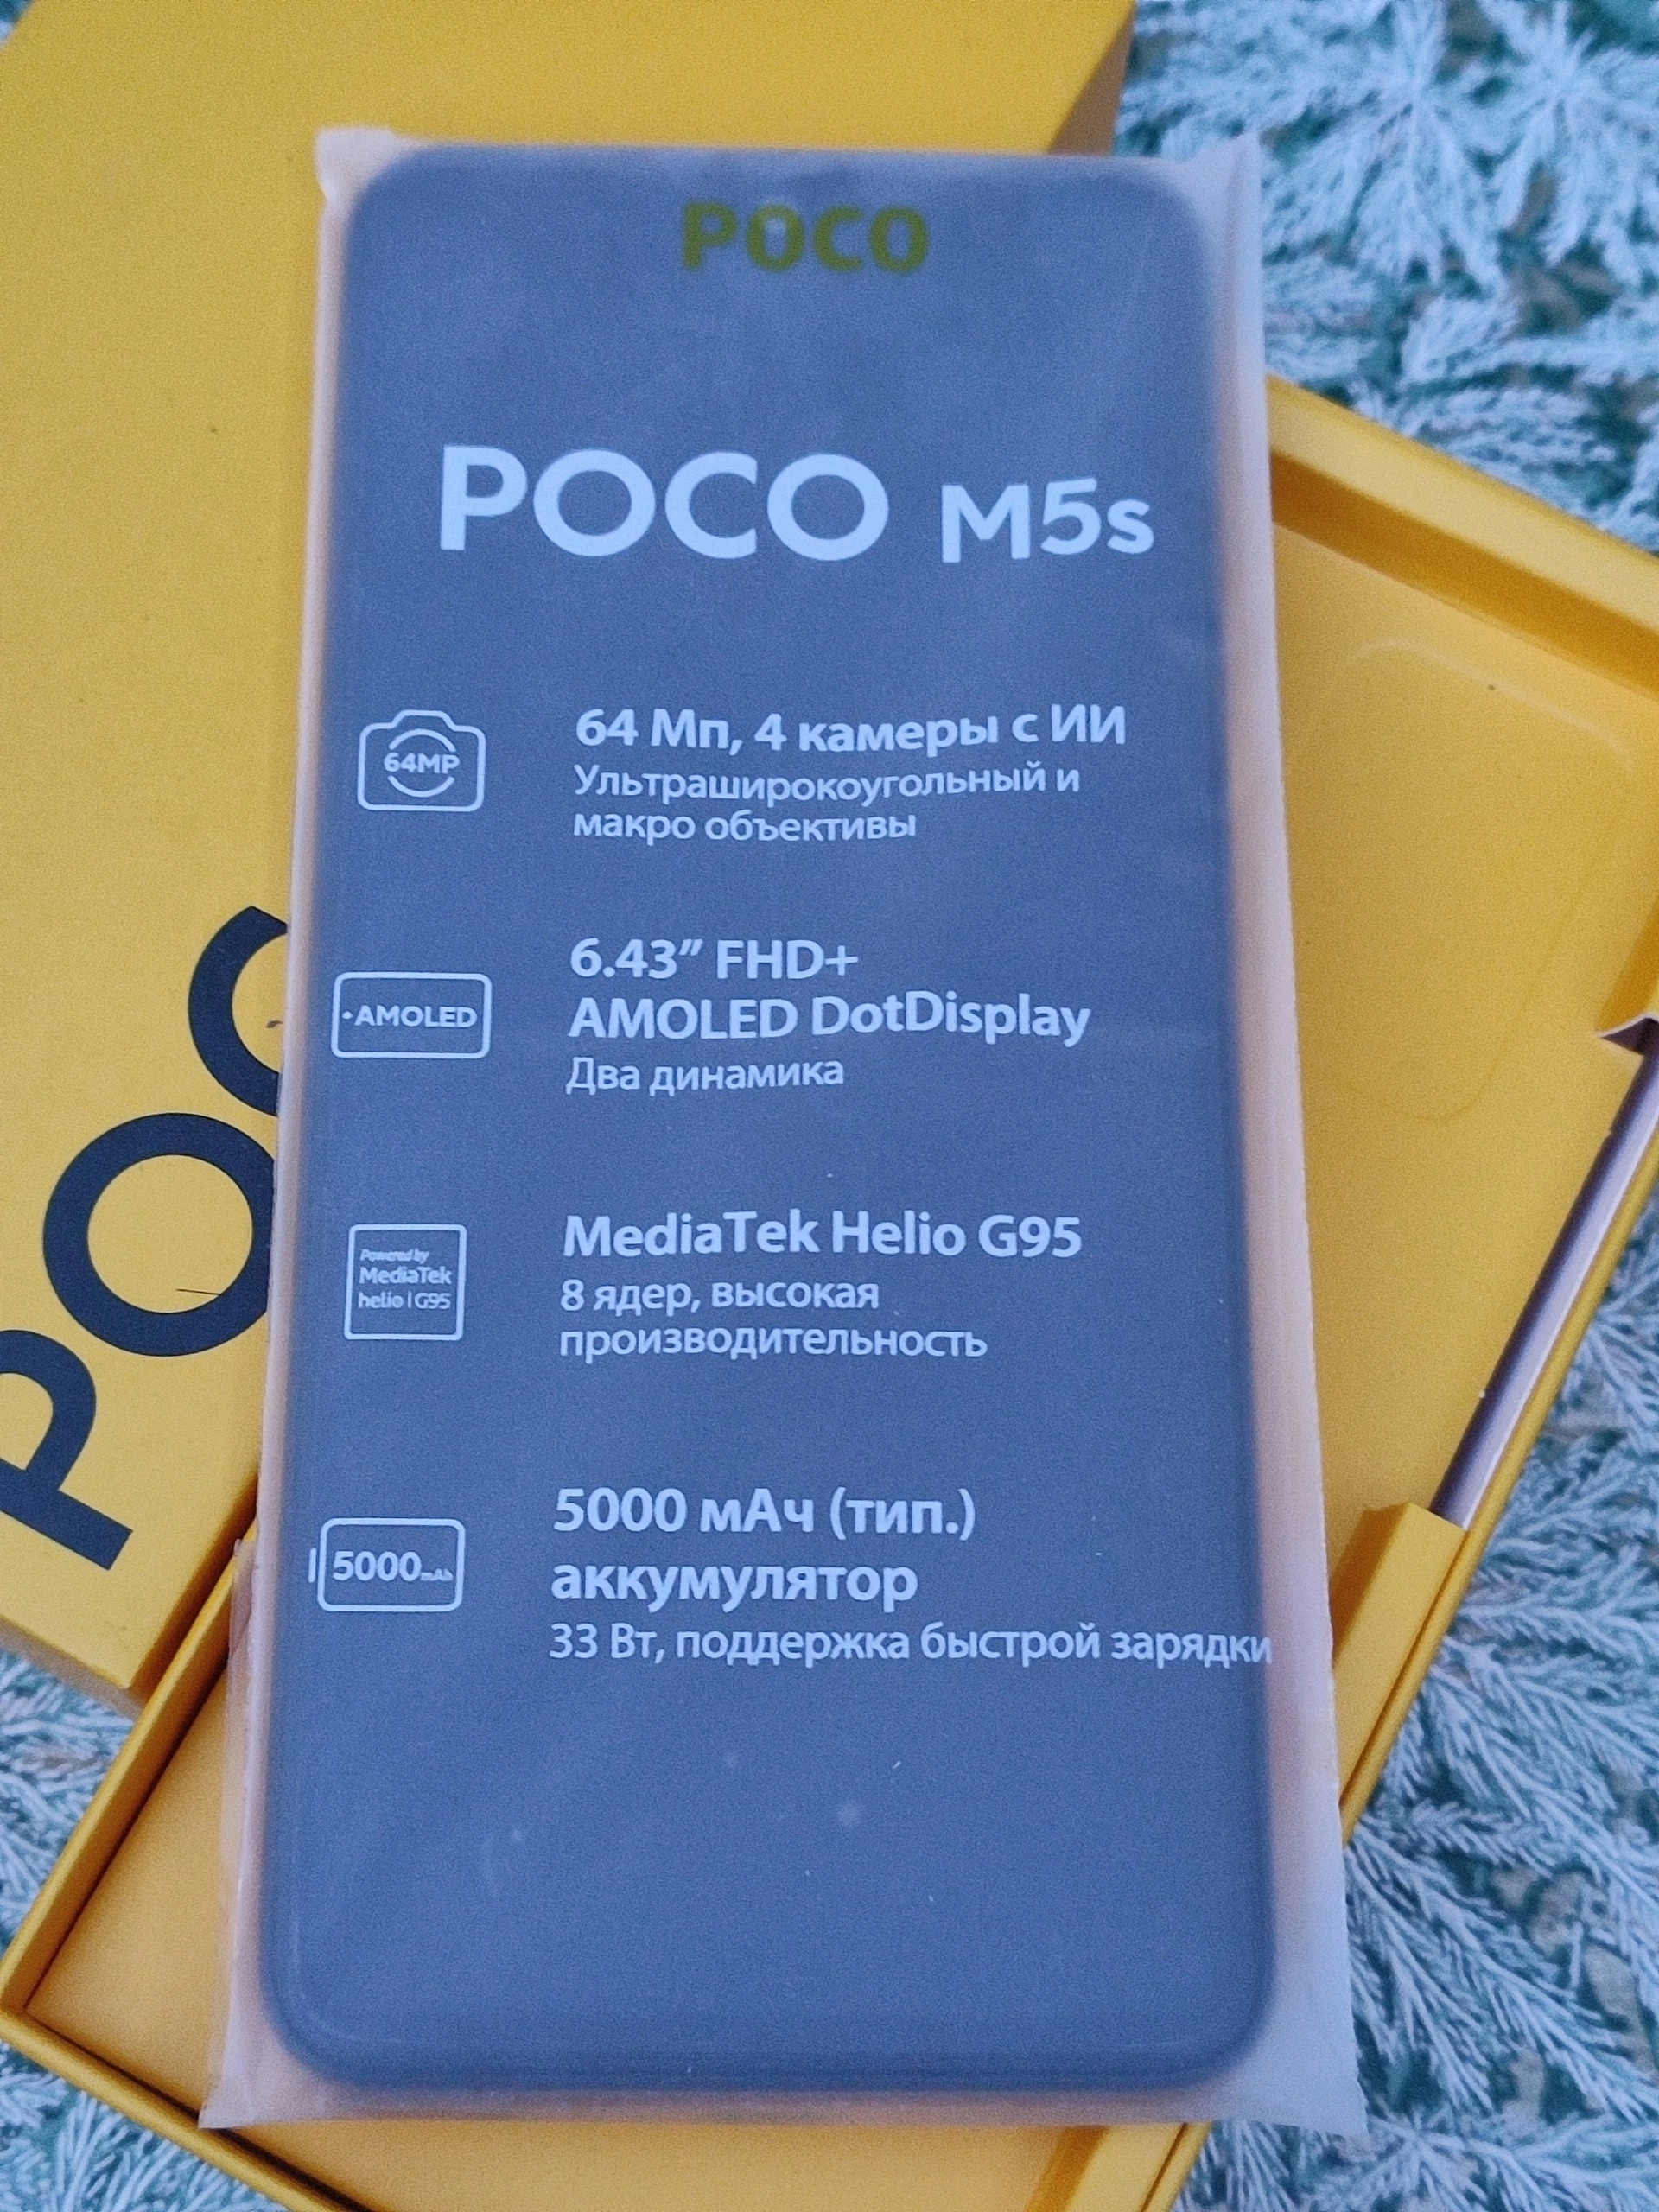 POCO
POCO M5s
64MP
64 Мп, 4 камеры с ИИ
Ультраширокоугольный и
макро объективы
AMOLED
6.43″ FHD+
AMOLED DotDisplay
Два динамика
Powered by
MediaTek
helio | G95
MediaTek Helio G95
8 ядер, высокая
производительность
5000mAh
5000 мАч (тип.)
аккумулятор
33 Вт, поддержка быстрой зарядки
POC